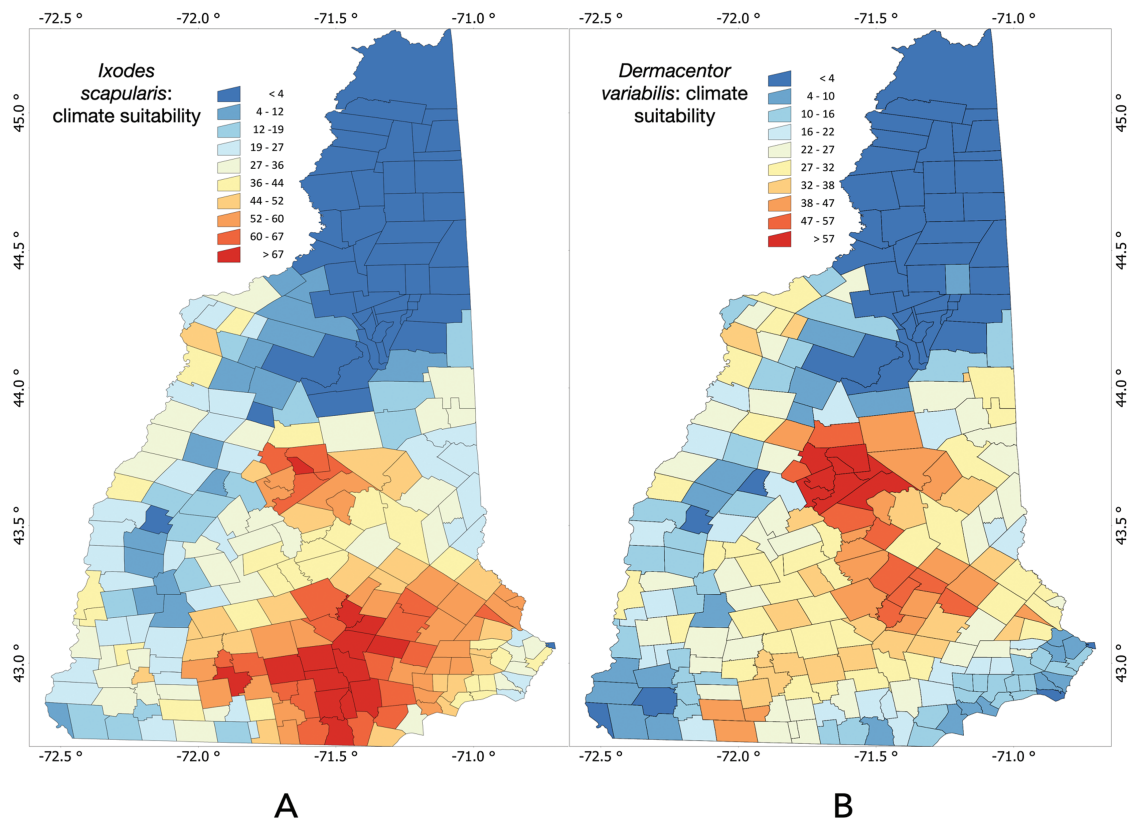 -72.5 ° -72.0 ° -71.5 ° -71.0 ° -72.5 ° -72.0 ° -71.5 ° -71.0 °
Ixodes
scapularis:
climate suitability
< 4
4 - 12
12 - 19
19 - 27
27 - 36
36 - 44
44 - 52
52 - 60
60 - 67
> 67
Dermacentor
variabilis: climate
suitability
< 4
4 - 10
10 - 16
16 - 22
22 - 27
27 - 32
32 - 38
38 - 47
47 - 57
> 57
45.0 °
44.5 °
44.0 °
43.5 °
43.0 °
45.0 °
44.5 °
44.0 °
43.5 °
43.0 °
-72.5 ° -72.0 ° -71.5 ° -71.0 ° -72.5 ° -72.0 ° -71.5 ° -71.0 °
A B